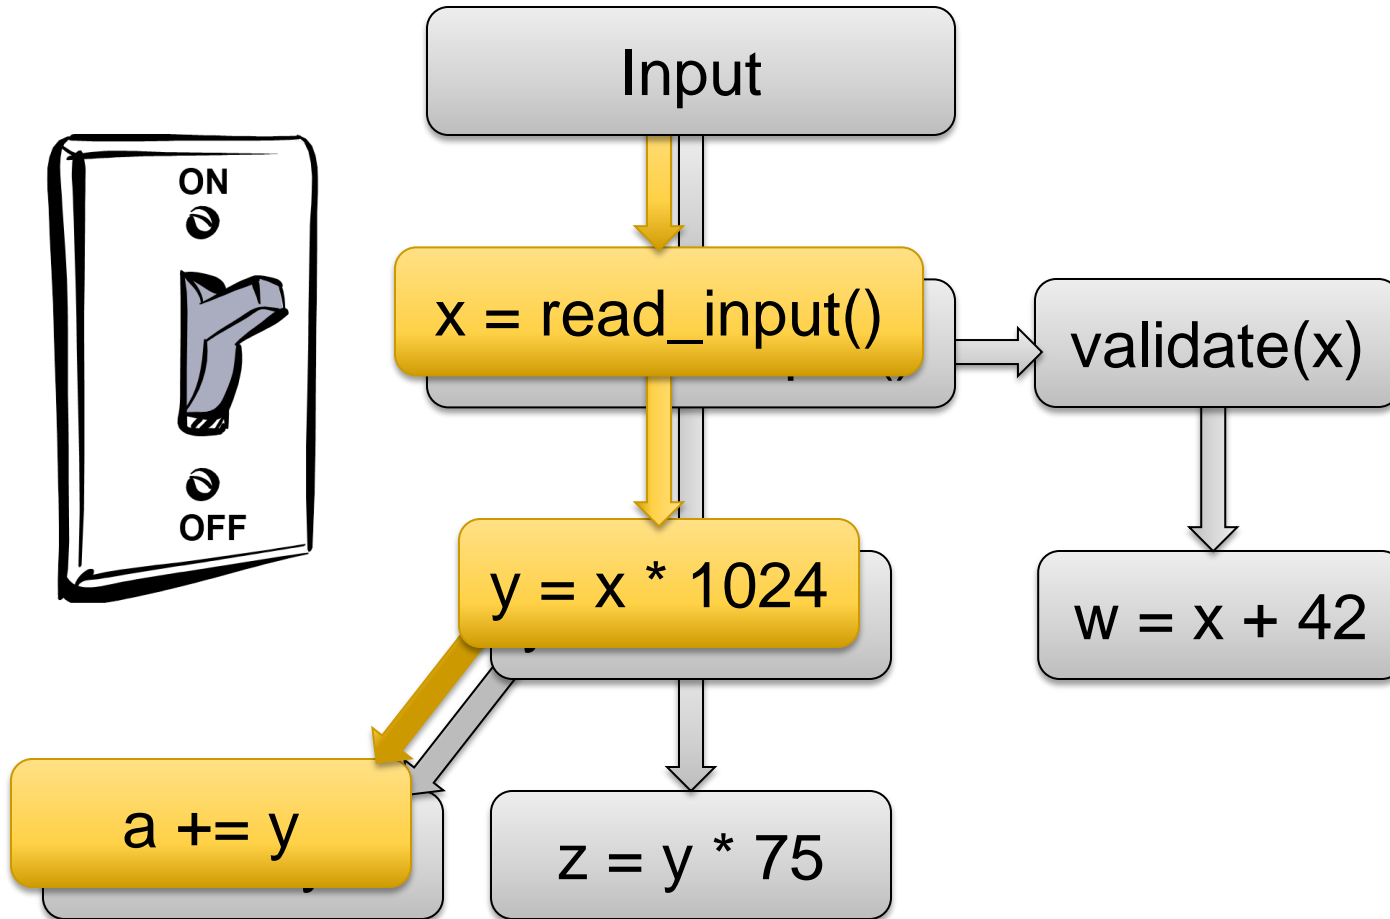 Input
ON
x = read_input()
validate(x)
OFF
y = x * 1024
w = x + 42
a += y
z = y * 75